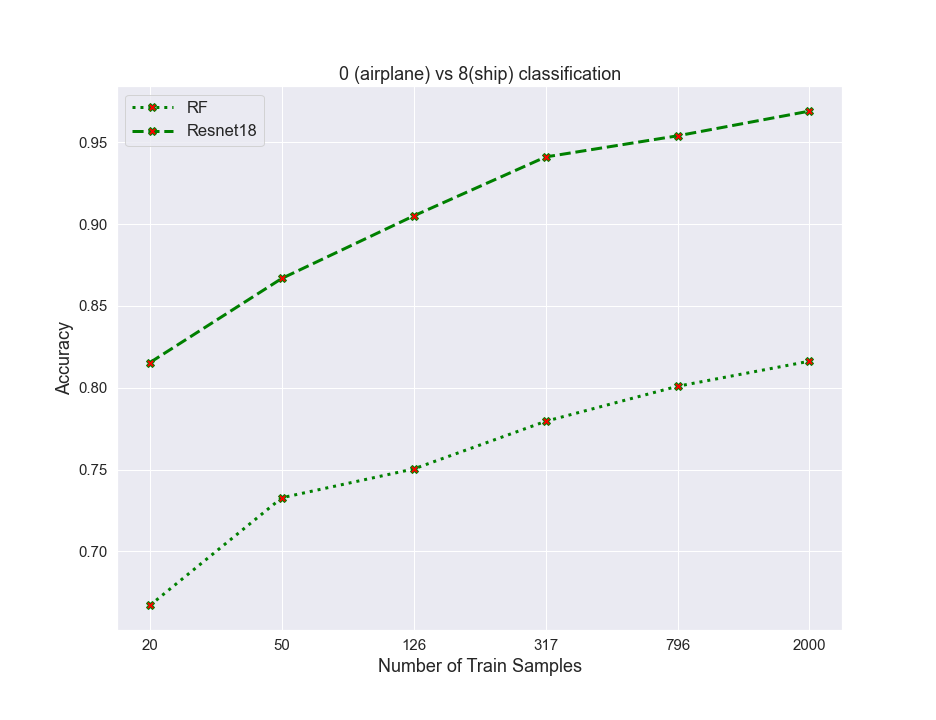 0 (airplane) vs 8(ship) classification
RF
Resnet18
0.95
0.90
0.85
0.80
0.75
0.70
Accuracy
20 50 126 317 796 2000
Number of Train Samples